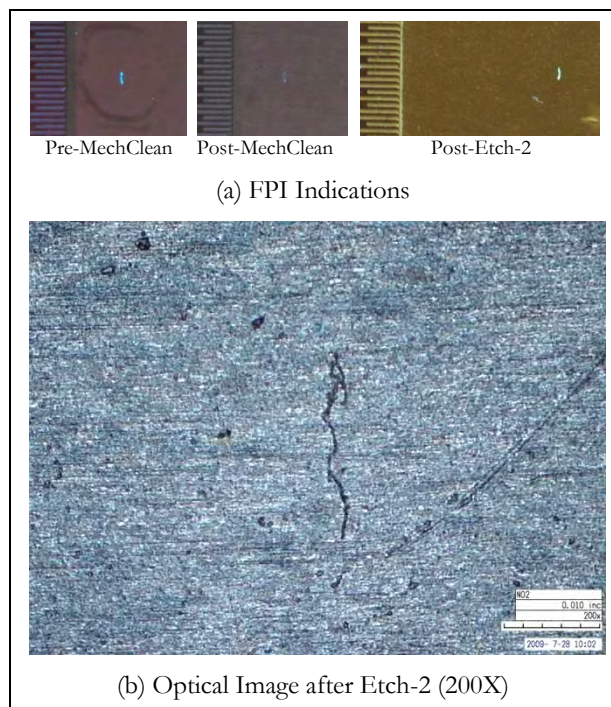 Pre-MechClean
Post-MechClean
Post-Etch-2
(a) FPI Indications
NO2
0.010 inc
200x
2009- 7-28 10:02
(b) Optical Image after Etch-2 (200X)